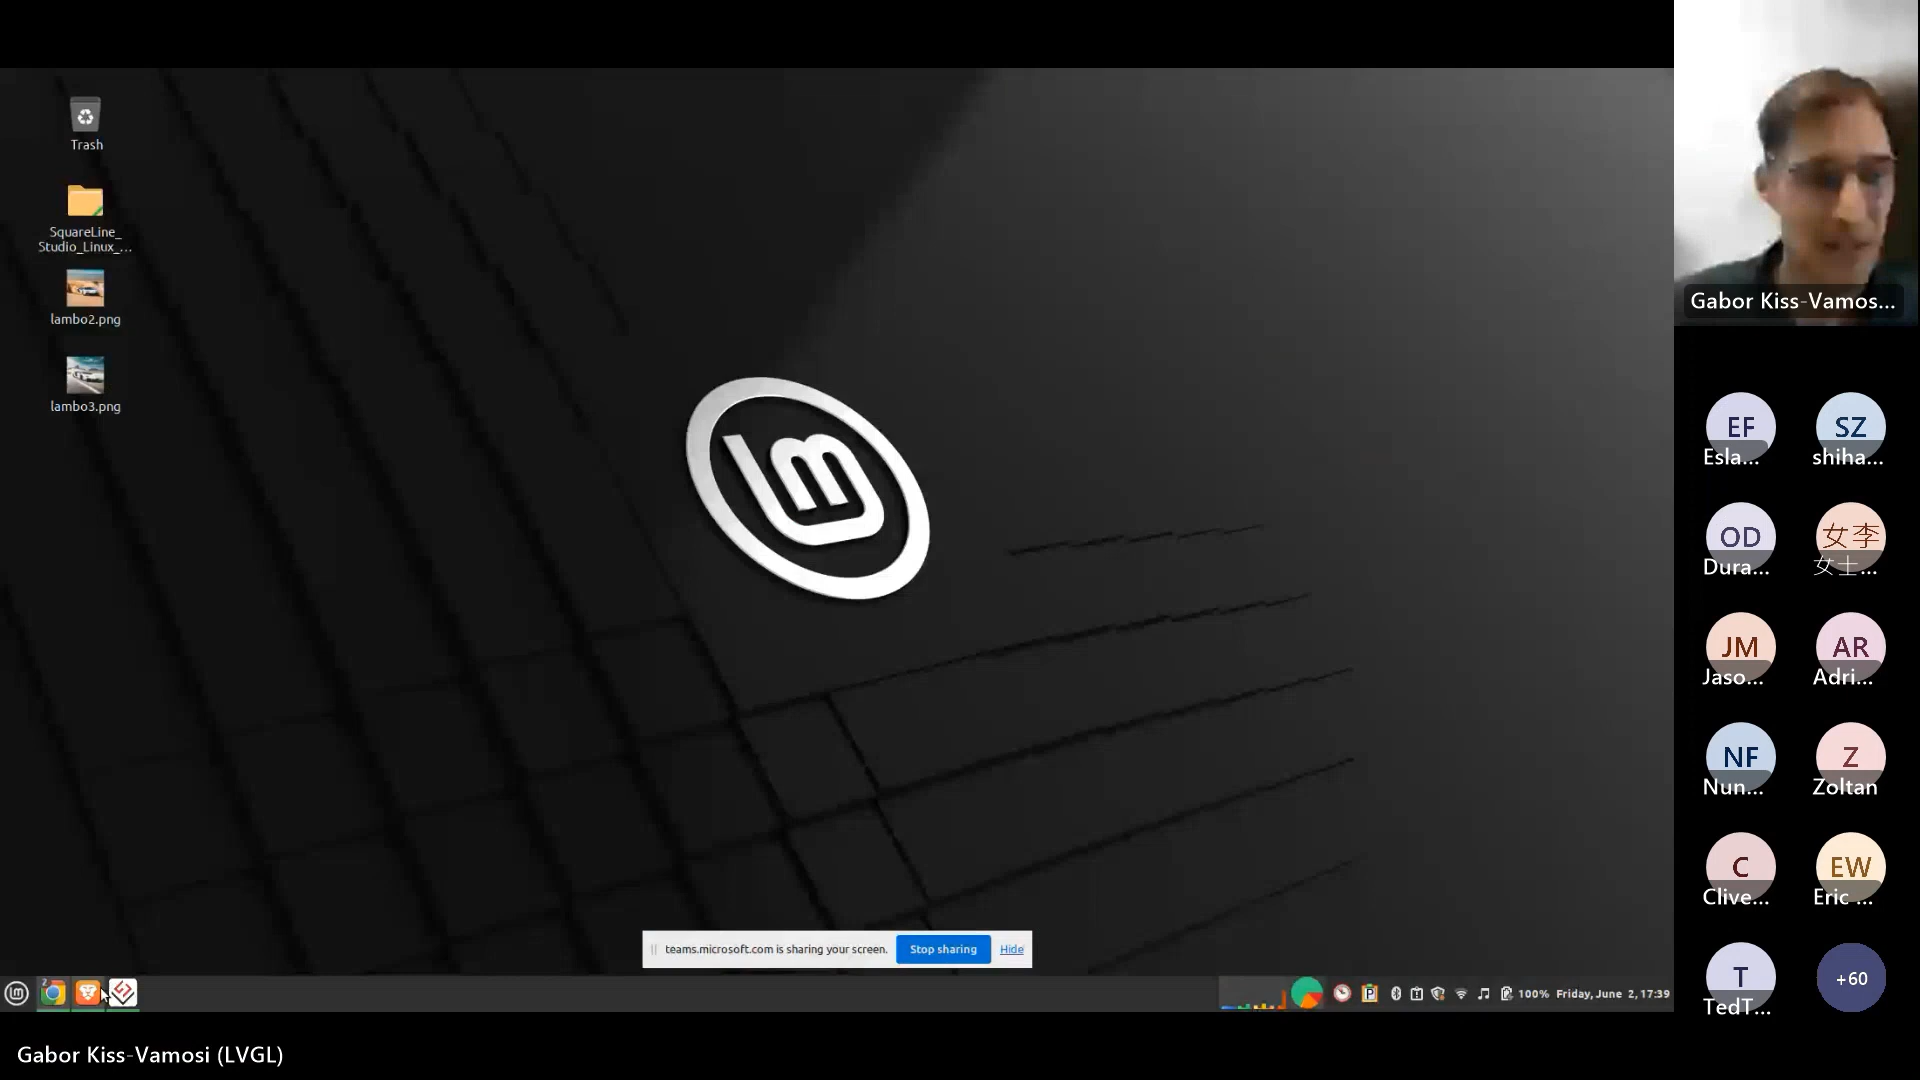 Trash
SquareLine_
Studio_Linux_...
lambo2.png
lambo3.png
teams.microsoft.com is sharing your screen.
Stop sharing
Hide
2
P
100%
Friday, June 2, 17:39
Gabor Kiss-Vamosi (LVGL)
Gabor Kiss-Vamos...
EF
Esla...
SZ
shiha...
OD
Dura...
女李
女士...
JM
Jaso...
AR
Adri...
NF
Nun...
Z
Zoltan
C
Clive...
EW
Eric ...
T
TedT...
+60